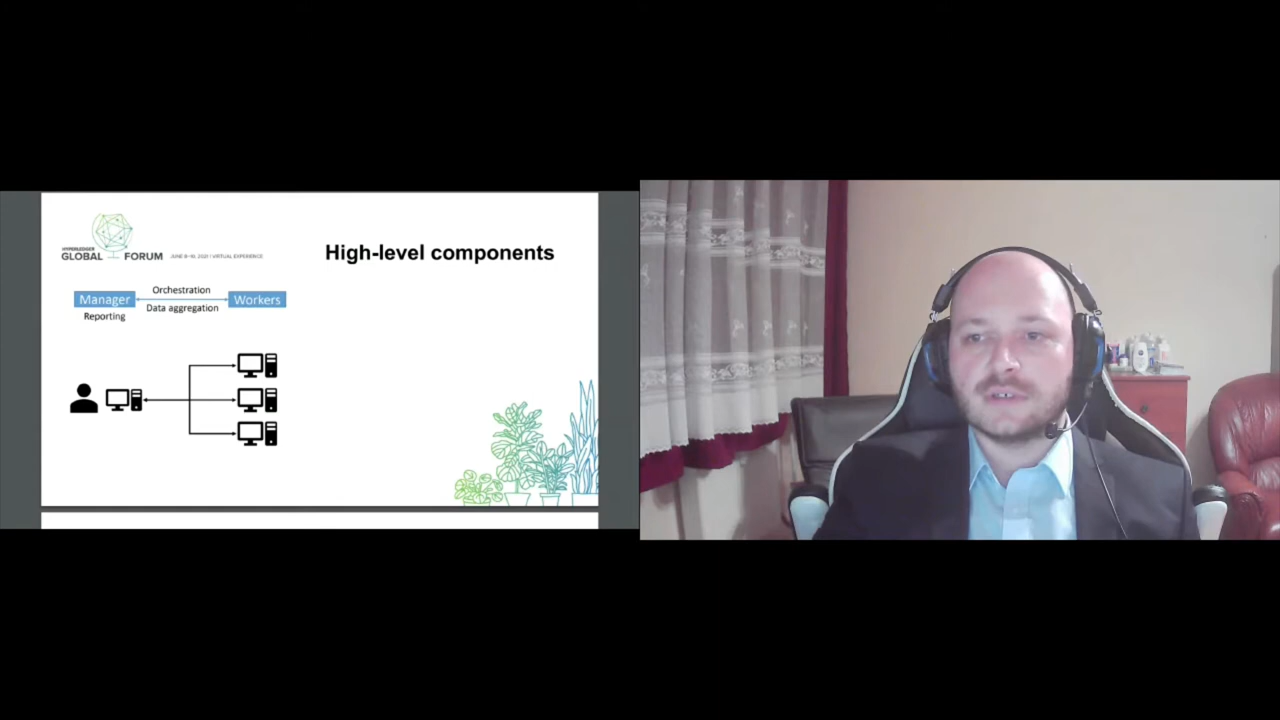 High-level components
HYPERLEDGER
GLOBAL FORUM
JUNE 8-10, 2021 | VIRTUAL EXPERIENCE
Orchestration
Manager
Workers
Reporting
Data aggregation